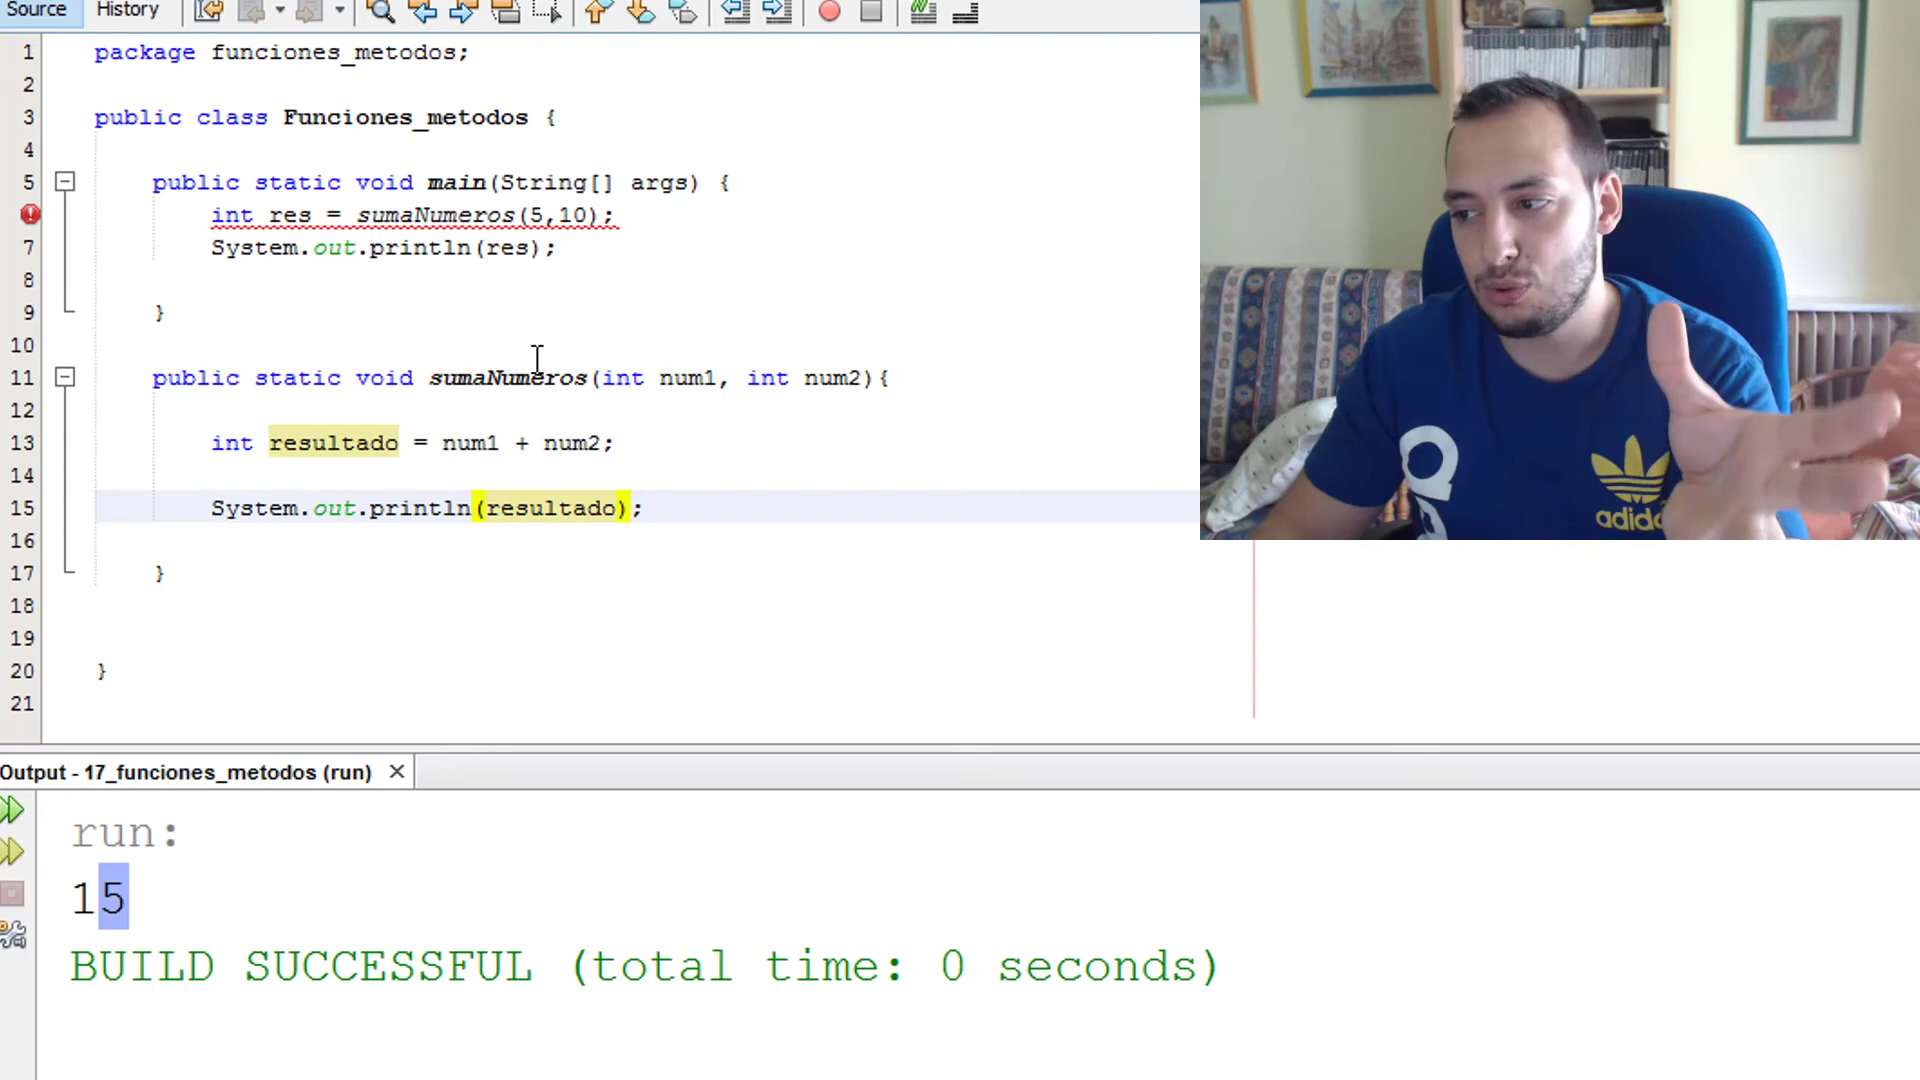 Source History
1 package funciones_metodos;
2
3 public class Funciones_metodos {
4
5 public static void main(String[] args) {
int res = sumaNumeros(5,10);
7 System.out.println(res);
8
9 }
10
11 public static void sumaNumeros(int num1, int num2){
12
13 int resultado = num1 + num2;
14
15 System.out.println(resultado);
16
17 }
18
19
20 }
21
adidas
Output - 17_funciones_metodos (run)
run:
15
BUILD SUCCESSFUL (total time: 0 seconds)